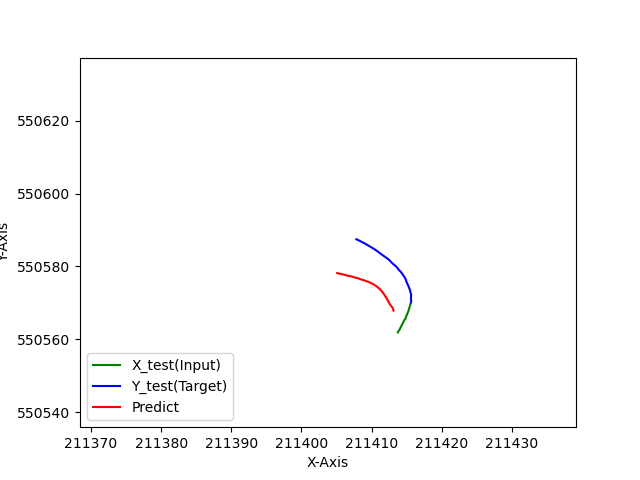 550620
550600
550580
550560
550540
Y-Axis
X_test(Input)
Y_test(Target)
Predict
211370 211380 211390 211400 211410 211420 211430
X-Axis